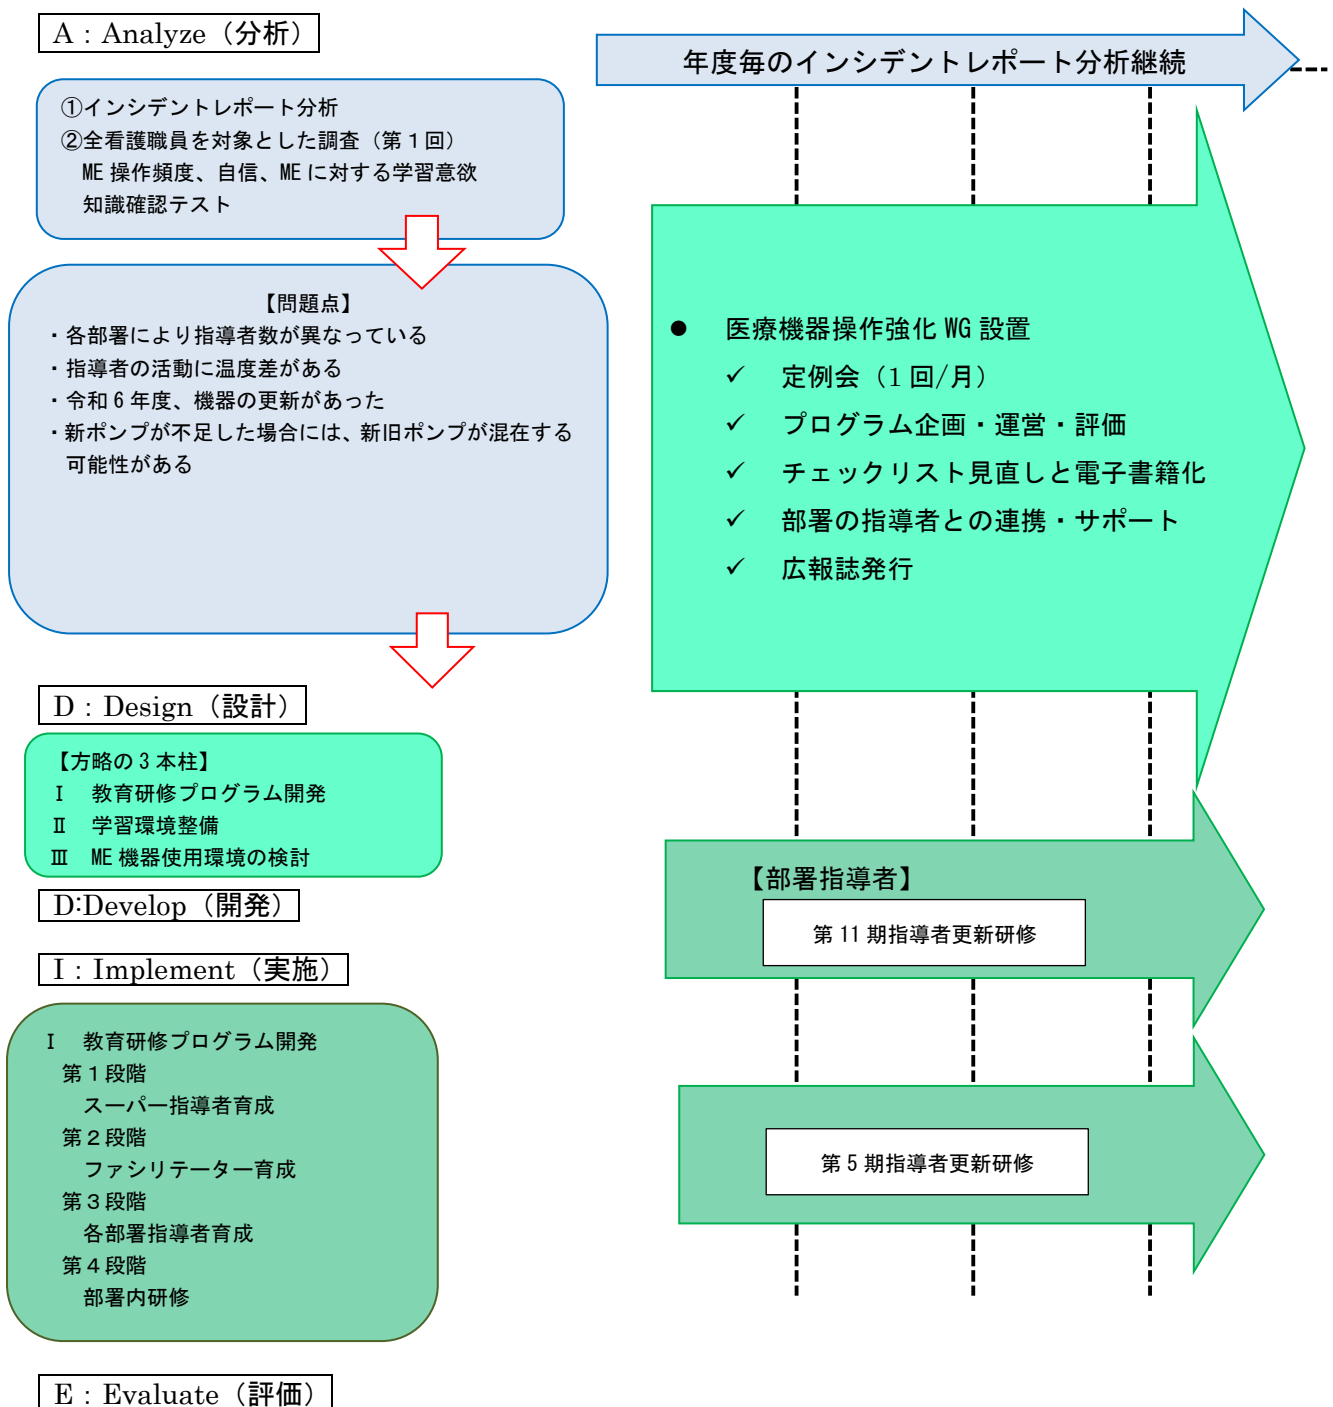 A：Analyze（分析）
①インシデントレポート分析
②全看護職員を対象とした調査（第１回）
ME 操作頻度、自信、ME に対する学習意欲
知識確認テスト
【問題点】
・各部署により指導者数が異なっている
・指導者の活動に温度差がある
・令和６年度、機器の更新があった
・新ポンプが不足した場合には、新旧ポンプが混在する
可能性がある
D：Design（設計）
【方略の３本柱】
Ⅰ　教育研修プログラム開発
Ⅱ　学習環境整備
Ⅲ　ME 機器使用環境の検討
D:Develop（開発）
I：Implement（実施）
Ⅰ　教育研修プログラム開発
第１段階
スーパー指導者育成
第２段階
ファシリテーター育成
第３段階
各部署指導者育成
第４段階
部署内研修
E：Evaluate（評価）
年度毎のインシデントレポート分析継続
● 医療機器操作強化 WG 設置
✓ 定例会（1 回/月）
✓ プログラム企画・運営・評価
✓ チェックリスト見直しと電子書籍化
✓ 部署の指導者との連携・サポート
✓ 広報誌発行
【部署指導者】
第 11 期指導者更新研修
第 5 期指導者更新研修